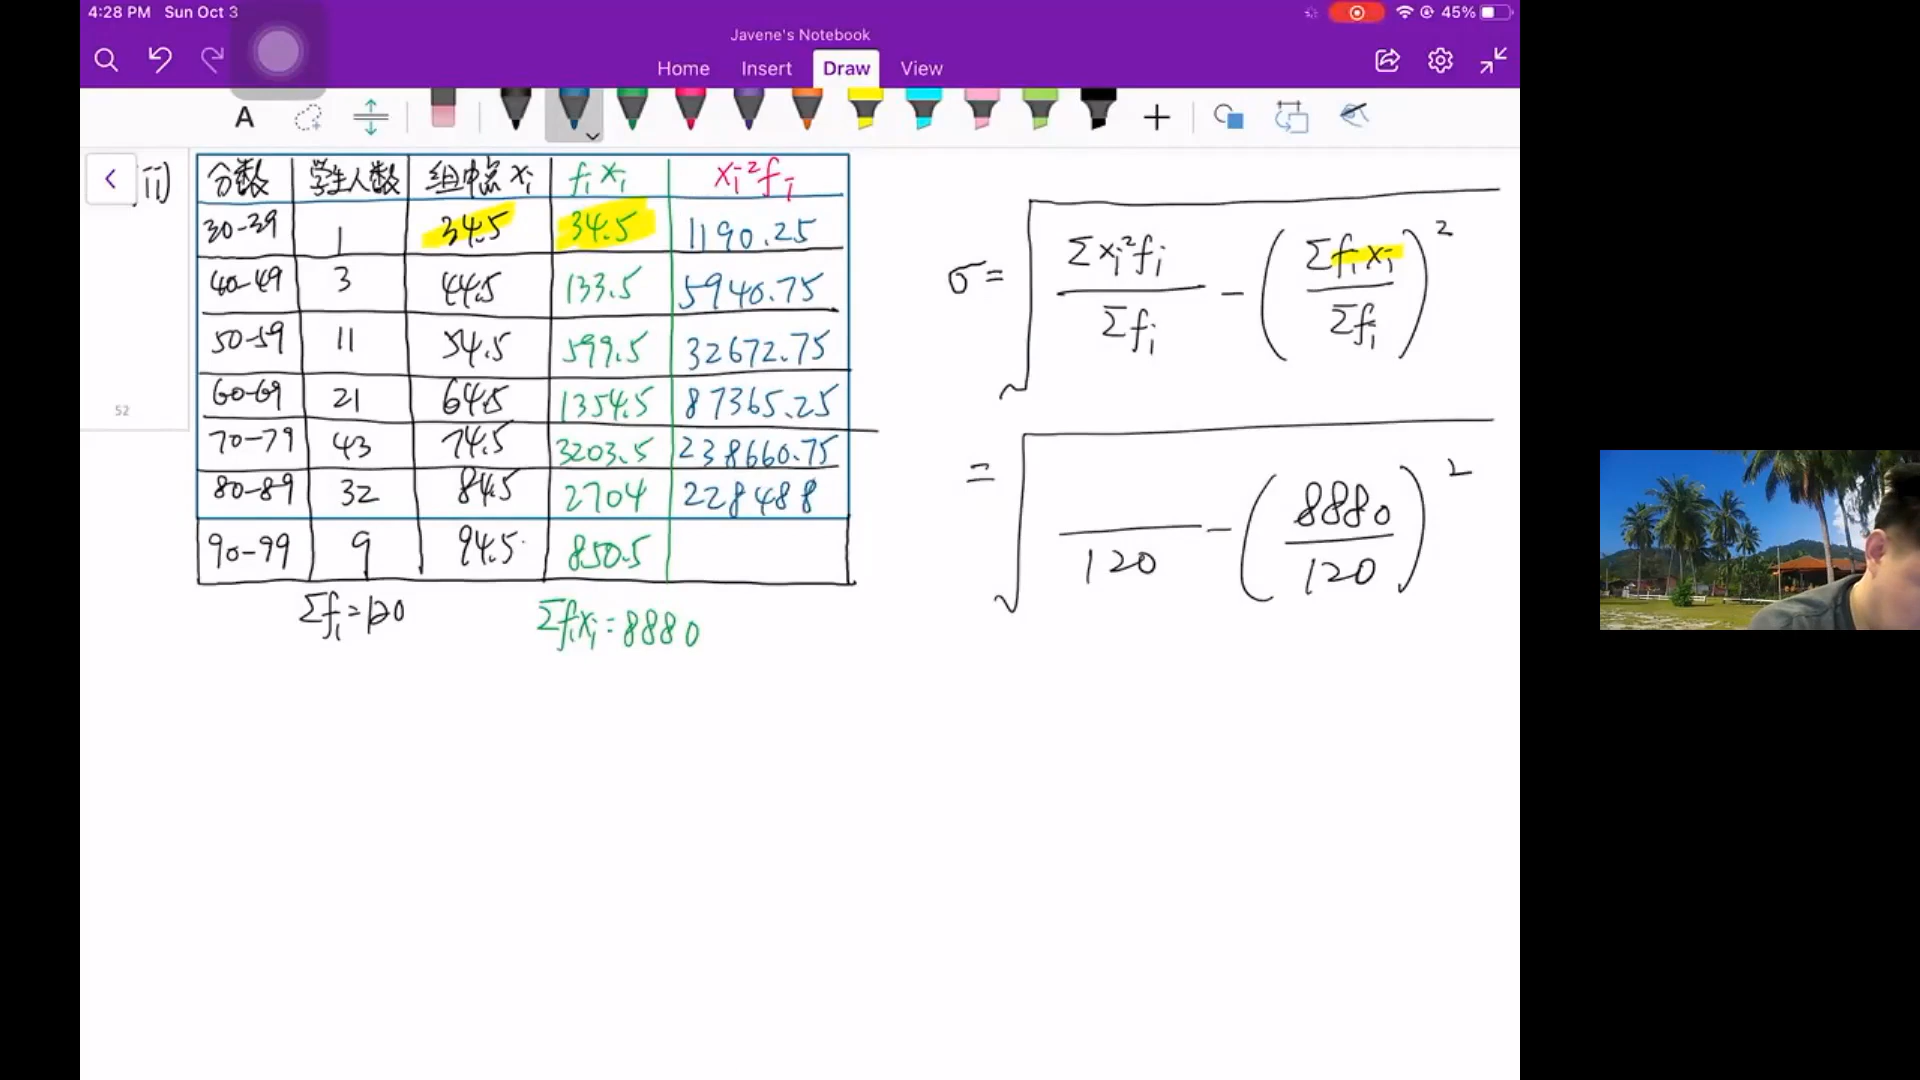 4:28 PM Sun Oct 3
45%
Javene's Notebook
Home Insert Draw View
A
ii)
52
分数 学生人数 组中点 xᵢ fᵢxᵢ xᵢ²fᵢ
30-39 1 34.5 34.5 1190.25
40-49 3 44.5 133.5 5940.75
50-59 11 54.5 599.5 32672.75
60-69 21 64.5 1354.5 87365.25
70-79 43 74.5 3203.5 238660.75
80-89 32 84.5 2704 228488
90-99 9 94.5 850.5
Σfᵢ=120 Σfᵢxᵢ=8880
σ = √(Σxᵢ²fᵢ/Σfᵢ - (Σfᵢxᵢ/Σfᵢ)²)
= √( /120 - (8880/120)²)